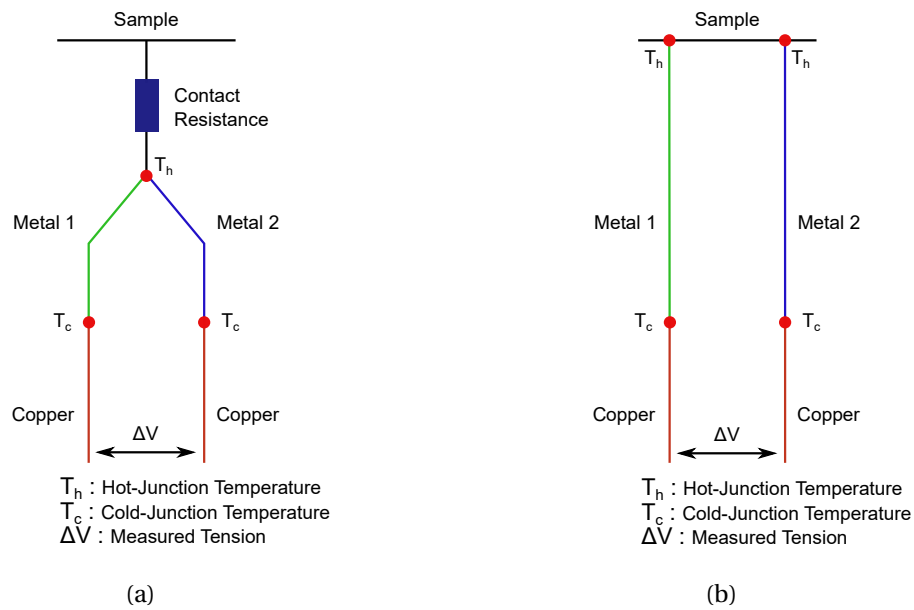 Sample
Contact
Resistance
T_h
Metal 1
Metal 2
T_c
T_c
Copper
Copper
ΔV
T_h : Hot-Junction Temperature
T_c : Cold-Junction Temperature
ΔV : Measured Tension
(a)
Sample
T_h
T_h
Metal 1
Metal 2
T_c
T_c
Copper
Copper
ΔV
T_h : Hot-Junction Temperature
T_c : Cold-Junction Temperature
ΔV : Measured Tension
(b)